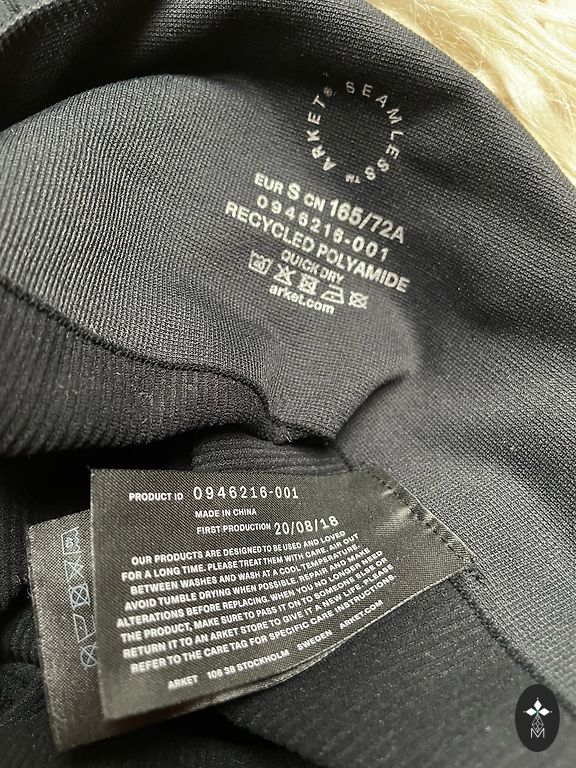 ARKET® SEAMLESS™
EUR S CN 165/72A
0946216-001
RECYCLED POLYAMIDE
QUICK DRY
arket.com
PRODUCT ID 0946216-001
MADE IN CHINA
FIRST PRODUCTION 20/08/18
OUR PRODUCTS ARE DESIGNED TO BE USED AND LOVED
FOR A LONG TIME. PLEASE TREAT THEM WITH CARE. AIR OUT
BETWEEN WASHES AND WASH AT A COOL TEMPERATURE.
AVOID TUMBLE DRYING WHEN POSSIBLE. REPAIR AND MAKE
ALTERATIONS BEFORE REPLACING. WHEN YOU NO LONGER NEED
THE PRODUCT, MAKE SURE TO PASS IT ON TO SOMEONE ELSE OR
RETURN IT TO AN ARKET STORE TO GIVE IT A NEW LIFE. PLEASE
REFER TO THE CARE TAG FOR SPECIFIC CARE INSTRUCTIONS.
ARKET 106 38 STOCKHOLM SWEDEN ARKET.COM